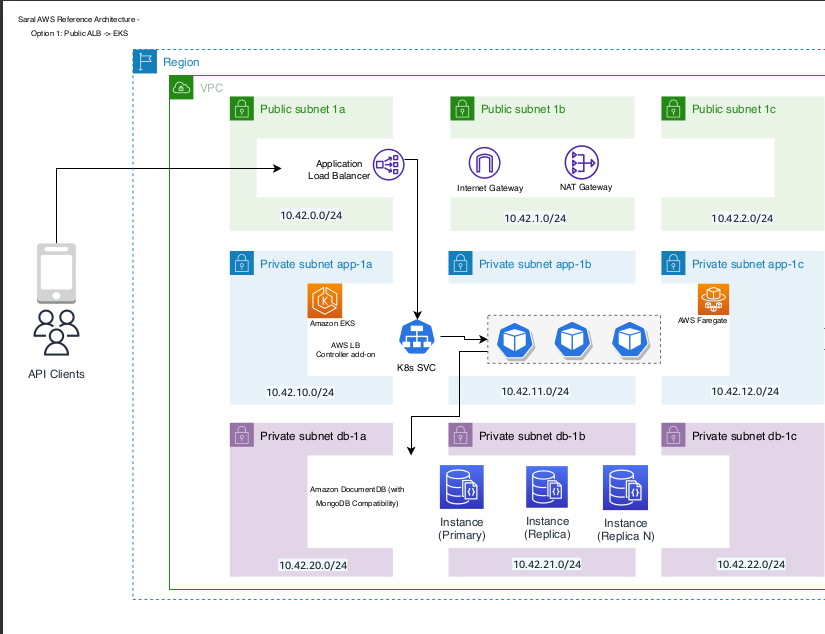 Saral AWS Reference Architecture -
Option 1: Public ALB -> EKS
Region
VPC
Public subnet 1a
Public subnet 1b
Public subnet 1c
Application
Load Balancer
Internet Gateway
NAT Gateway
10.42.0.0/24
10.42.1.0/24
10.42.2.0/24
Private subnet app-1a
Private subnet app-1b
Private subnet app-1c
Amazon EKS
AWS Faregate
AWS LB
Controller add-on
K8s SVC
API Clients
10.42.10.0/24
10.42.11.0/24
10.42.12.0/24
Private subnet db-1a
Private subnet db-1b
Private subnet db-1c
Amazon DocumentDB (with
MongoDB Compatibility)
Instance
(Primary)
Instance
(Replica)
Instance
(Replica N)
10.42.20.0/24
10.42.21.0/24
10.42.22.0/24